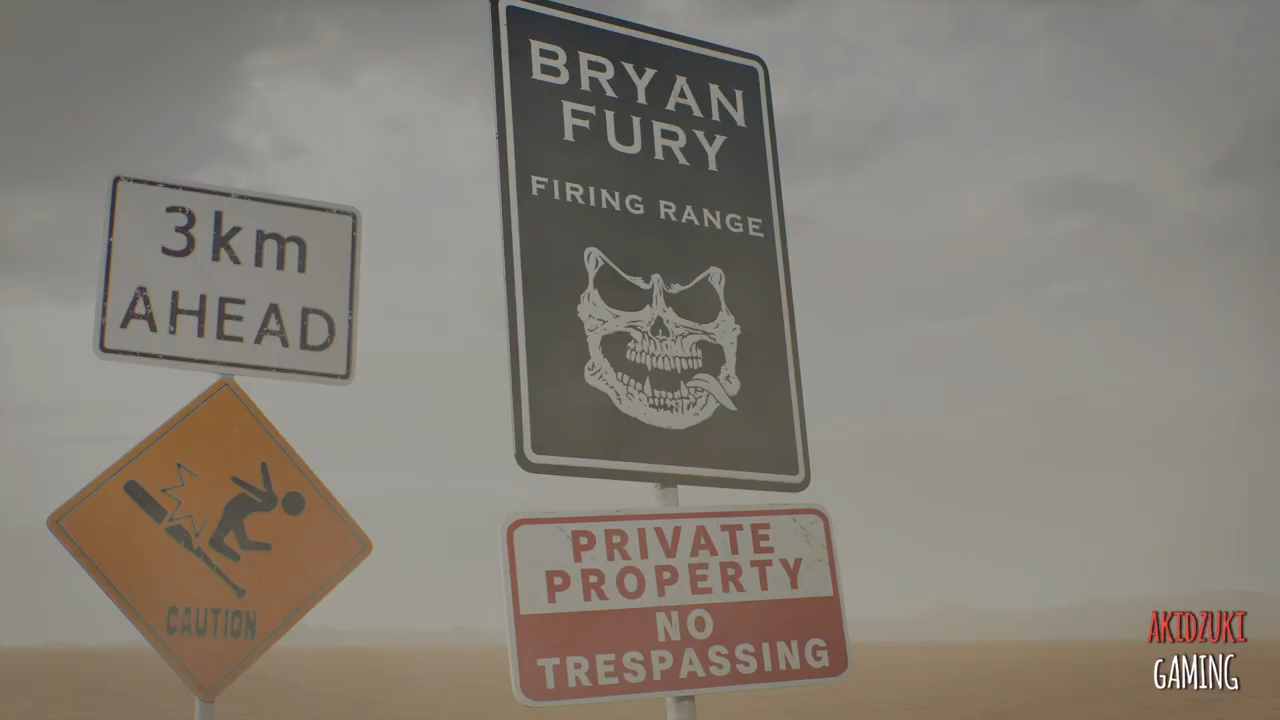 3km
AHEAD
CAUTION
BRYAN
FURY
FIRING RANGE
PRIVATE
PROPERTY
NO
TRESPASSING
AKIDZUKI
GAMING